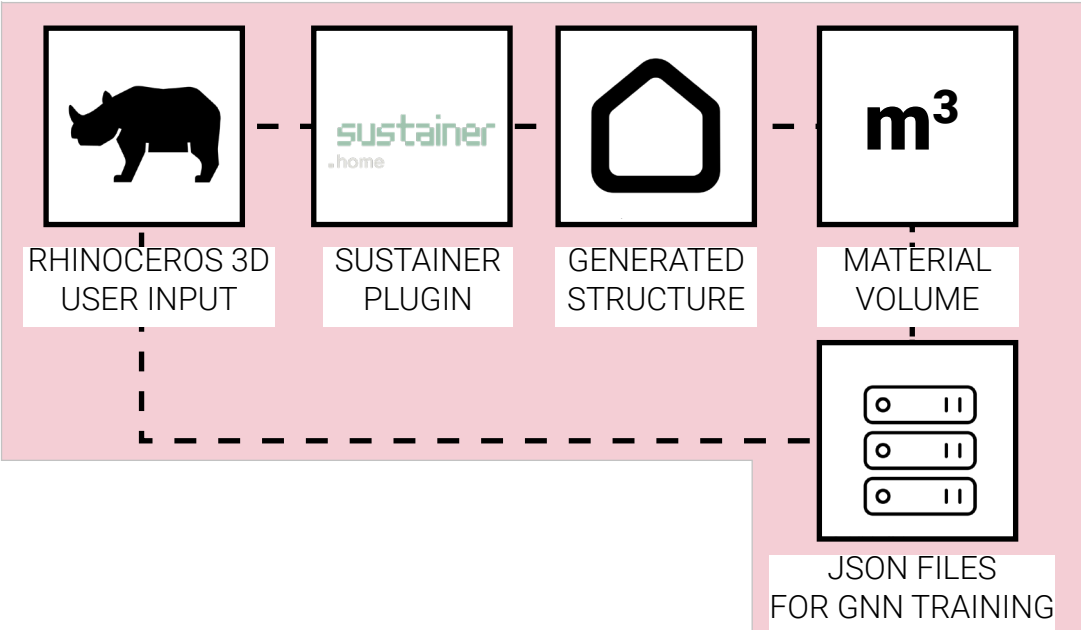 sustainer
.home
m³
RHINOCEROS 3D
USER INPUT
SUSTAINER
PLUGIN
GENERATED
STRUCTURE
MATERIAL
VOLUME
JSON FILES
FOR GNN TRAINING